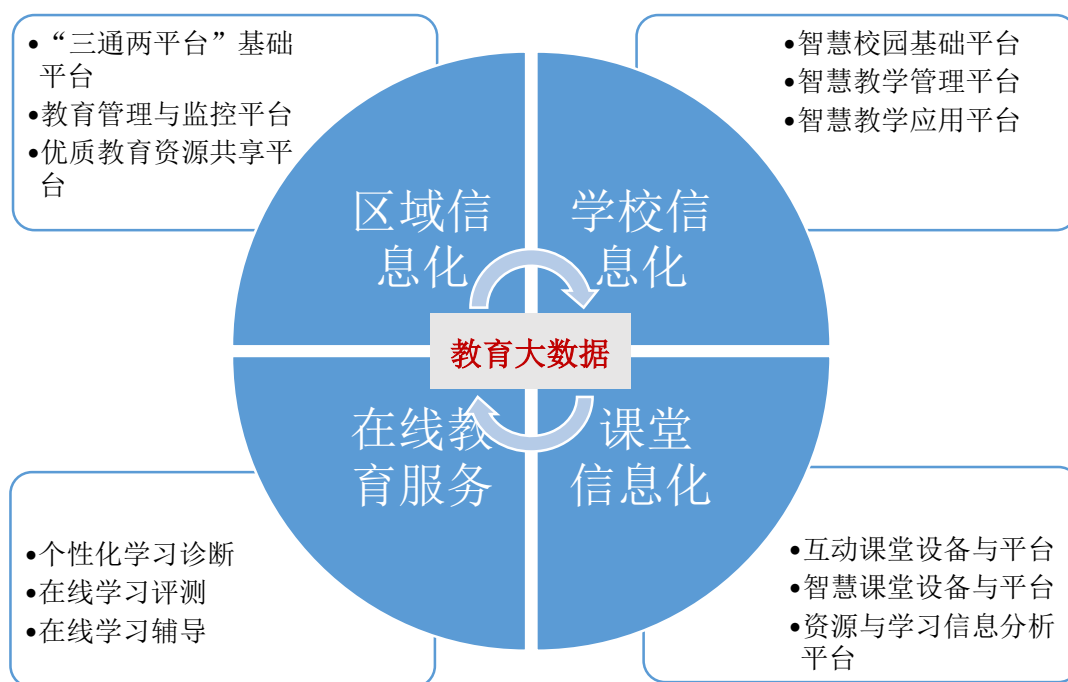 •“三通两平台”基础
平台
•教育管理与监控平台
•优质教育资源共享平
台
•智慧校园基础平台
•智慧教学管理平台
•智慧教学应用平台
区域信
息化
学校信
息化
教育大数据
在线教
育服务
课堂
信息化
•个性化学习诊断
•在线学习评测
•在线学习辅导
•互动课堂设备与平台
•智慧课堂设备与平台
•资源与学习信息分析
平台